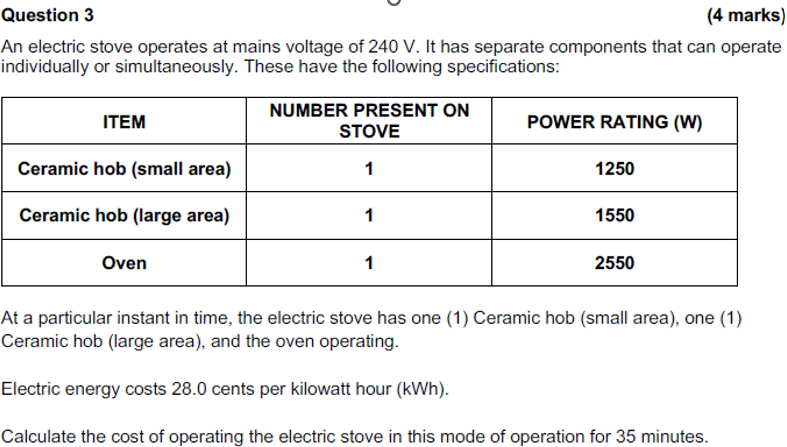 Question 3 (4 marks)
An electric stove operates at mains voltage of 240 V. It has separate components that can operate
individually or simultaneously. These have the following specifications:
ITEM NUMBER PRESENT ON STOVE POWER RATING (W)
Ceramic hob (small area) 1 1250
Ceramic hob (large area) 1 1550
Oven 1 2550
At a particular instant in time, the electric stove has one (1) Ceramic hob (small area), one (1)
Ceramic hob (large area), and the oven operating.
Electric energy costs 28.0 cents per kilowatt hour (kWh).
Calculate the cost of operating the electric stove in this mode of operation for 35 minutes.